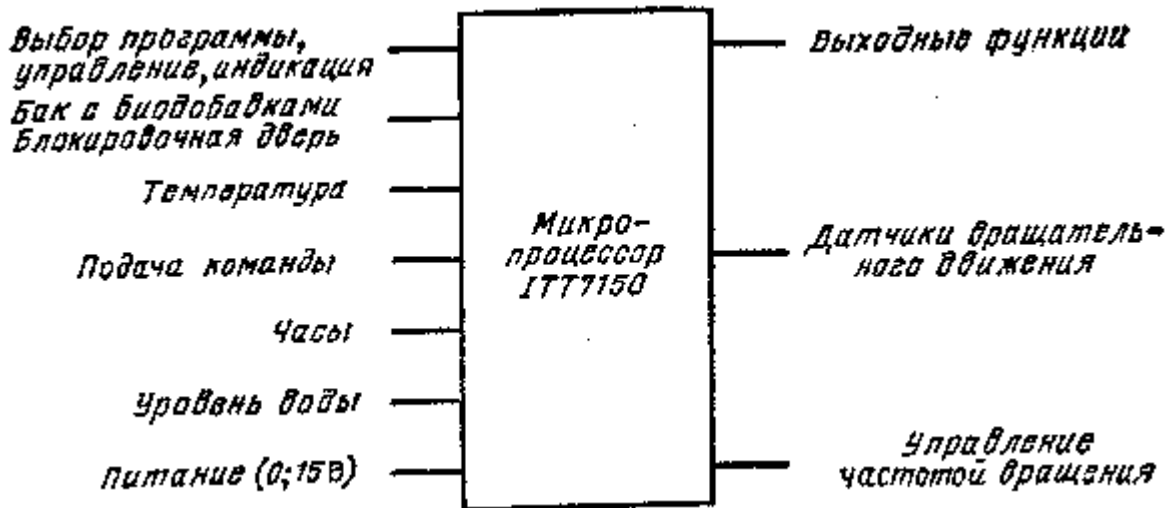 Выбор программы,
управление, индикация
Бак с биодобавками
Блокировочная дверь
Температура
Подача команды
Часы
Уровень воды
Питание (0; 15В)
Микро-
процессор
ITT7150
Выходные функции
Датчики вращатель-
ного движения
Управление
частотой вращения